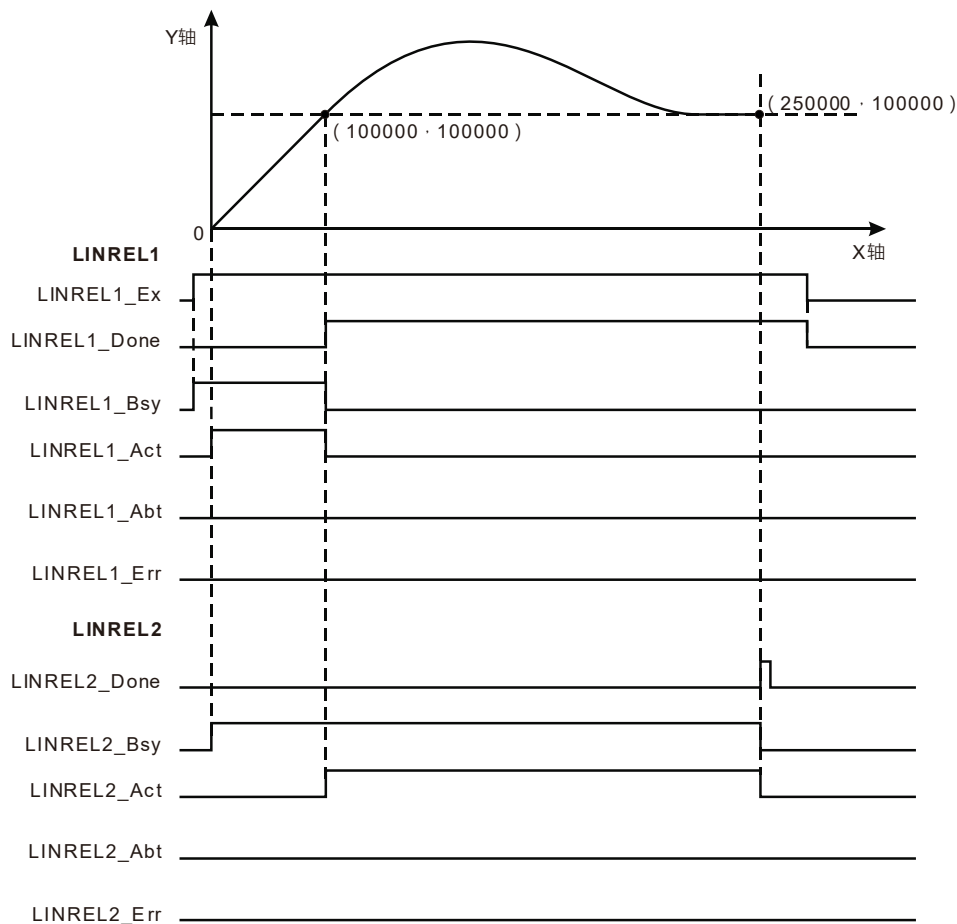 Y轴
( 250000 · 100000 )
( 100000 · 100000 )
0
X轴
LINREL1
LINREL1_Ex
LINREL1_Done
LINREL1_Bsy
LINREL1_Act
LINREL1_Abt
LINREL1_Err
LINREL2
LINREL2_Done
LINREL2_Bsy
LINREL2_Act
LINREL2_Abt
LINREL2_Err